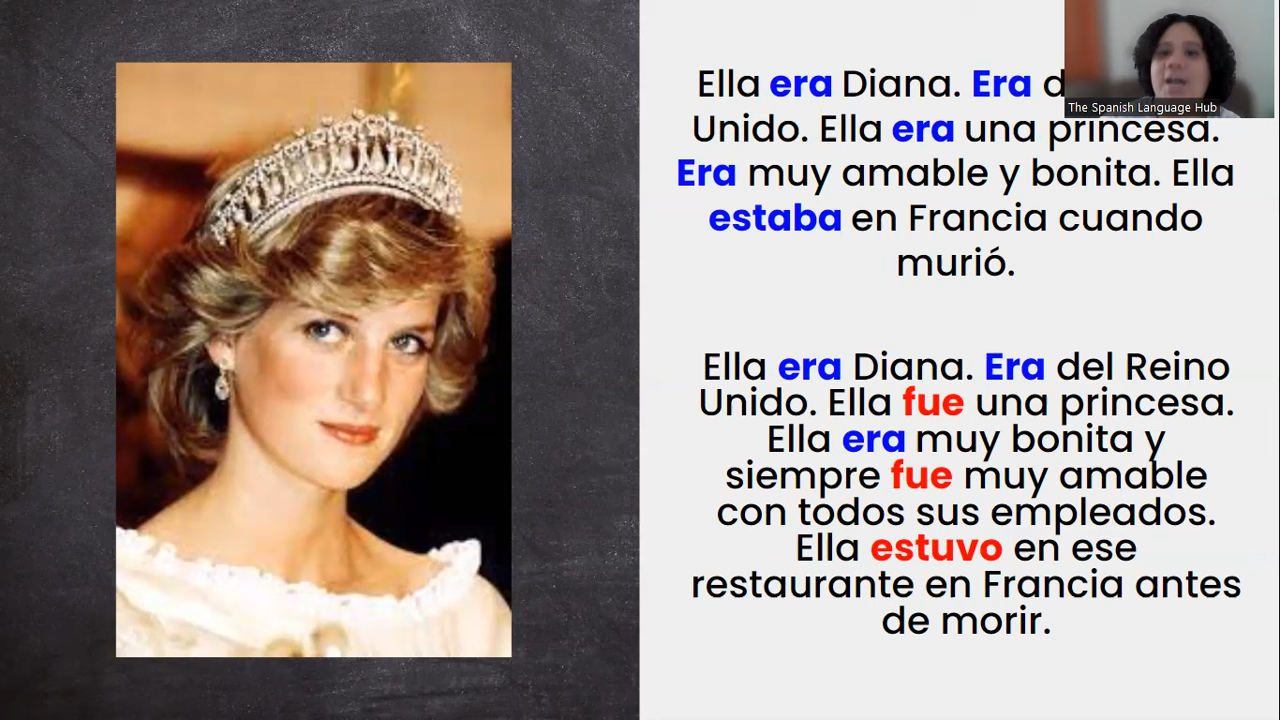 Ella era Diana. Era d
The Spanish Language Hub
Unido. Ella era una princesa.
Era muy amable y bonita. Ella
estaba en Francia cuando
murió.
Ella era Diana. Era del Reino
Unido. Ella fue una princesa.
Ella era muy bonita y
siempre fue muy amable
con todos sus empleados.
Ella estuvo en ese
restaurante en Francia antes
de morir.